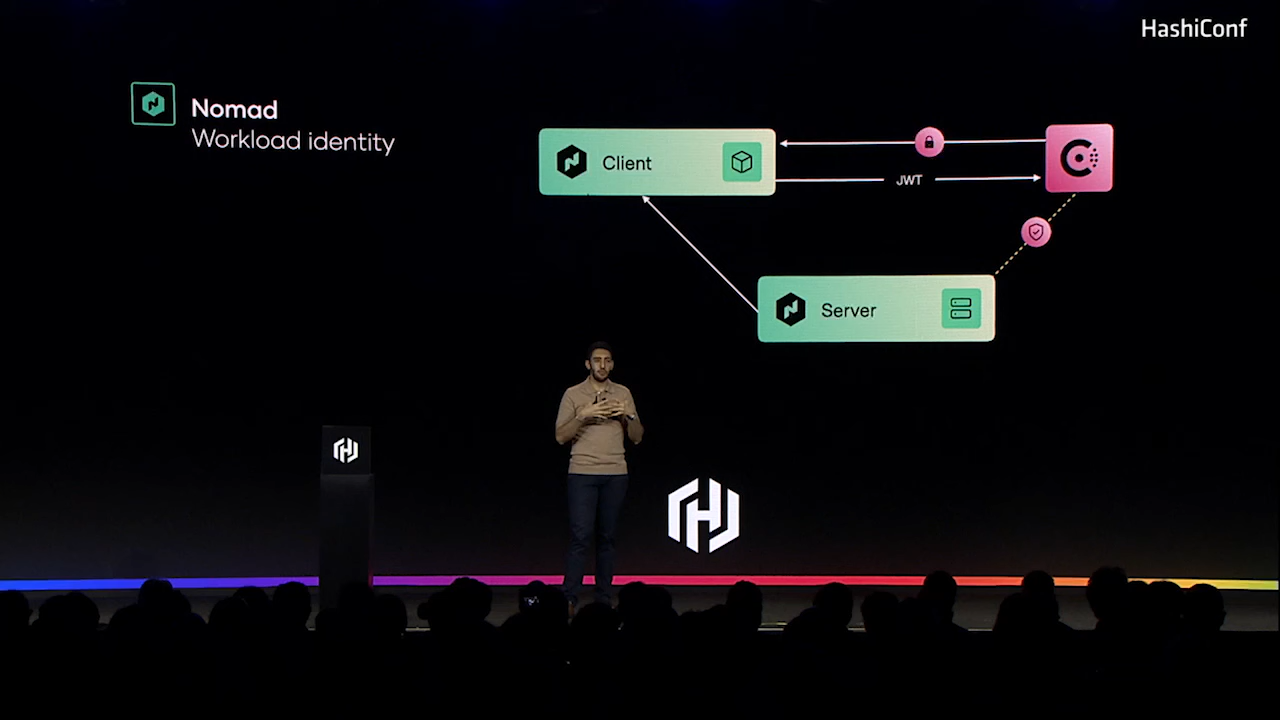 HashiConf
Nomad
Workload identity
Client
JWT
Server